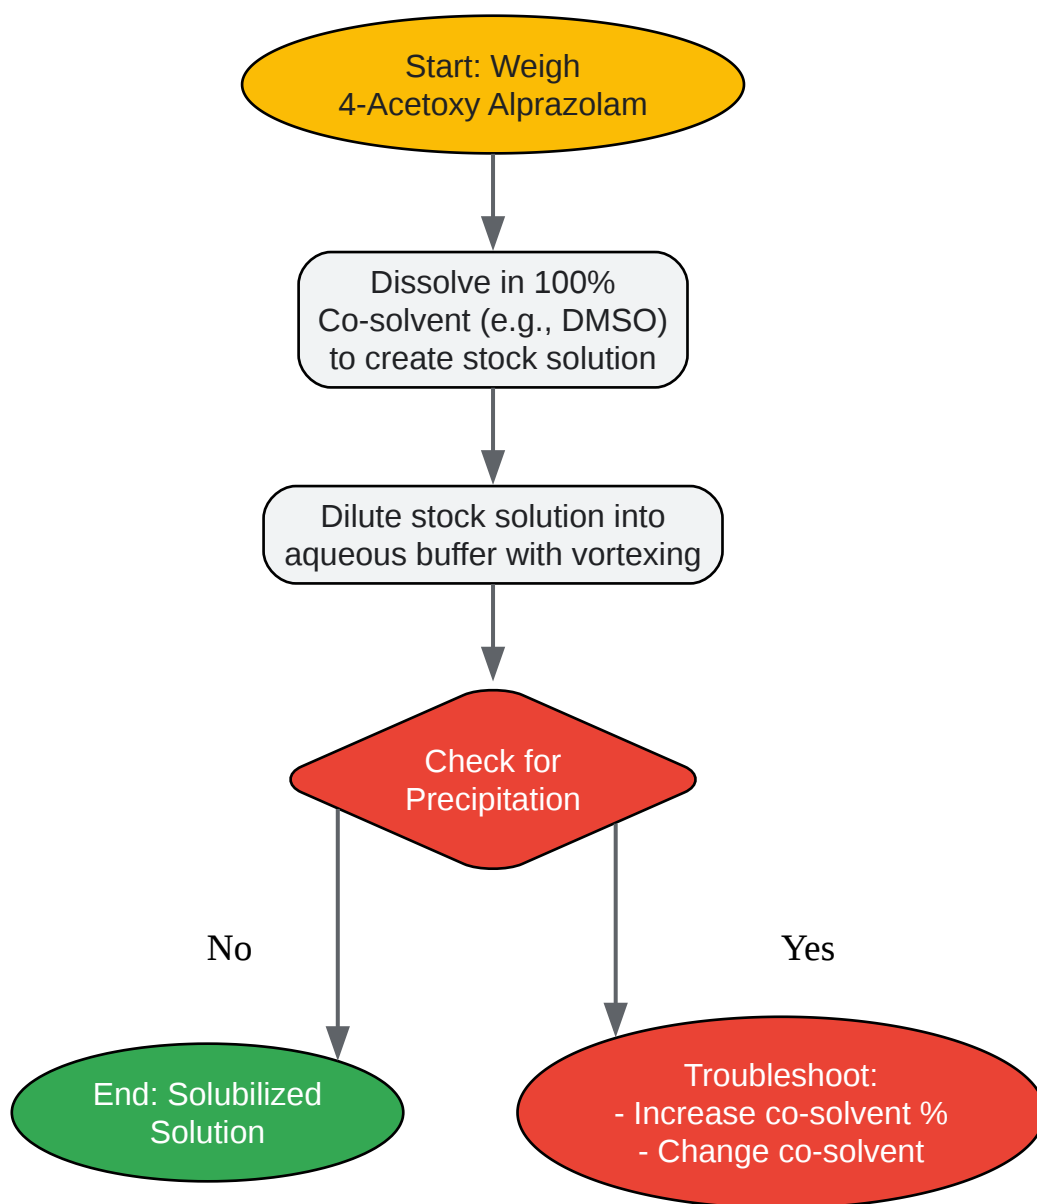 Start: Weigh
4-Acetoxy Alprazolam
Dissolve in 100%
Co-solvent (e.g., DMSO)
to create stock solution
Dilute stock solution into
aqueous buffer with vortexing
Check for
Precipitation
No
Yes
End: Solubilized
Solution
Troubleshoot:
- Increase co-solvent %
- Change co-solvent